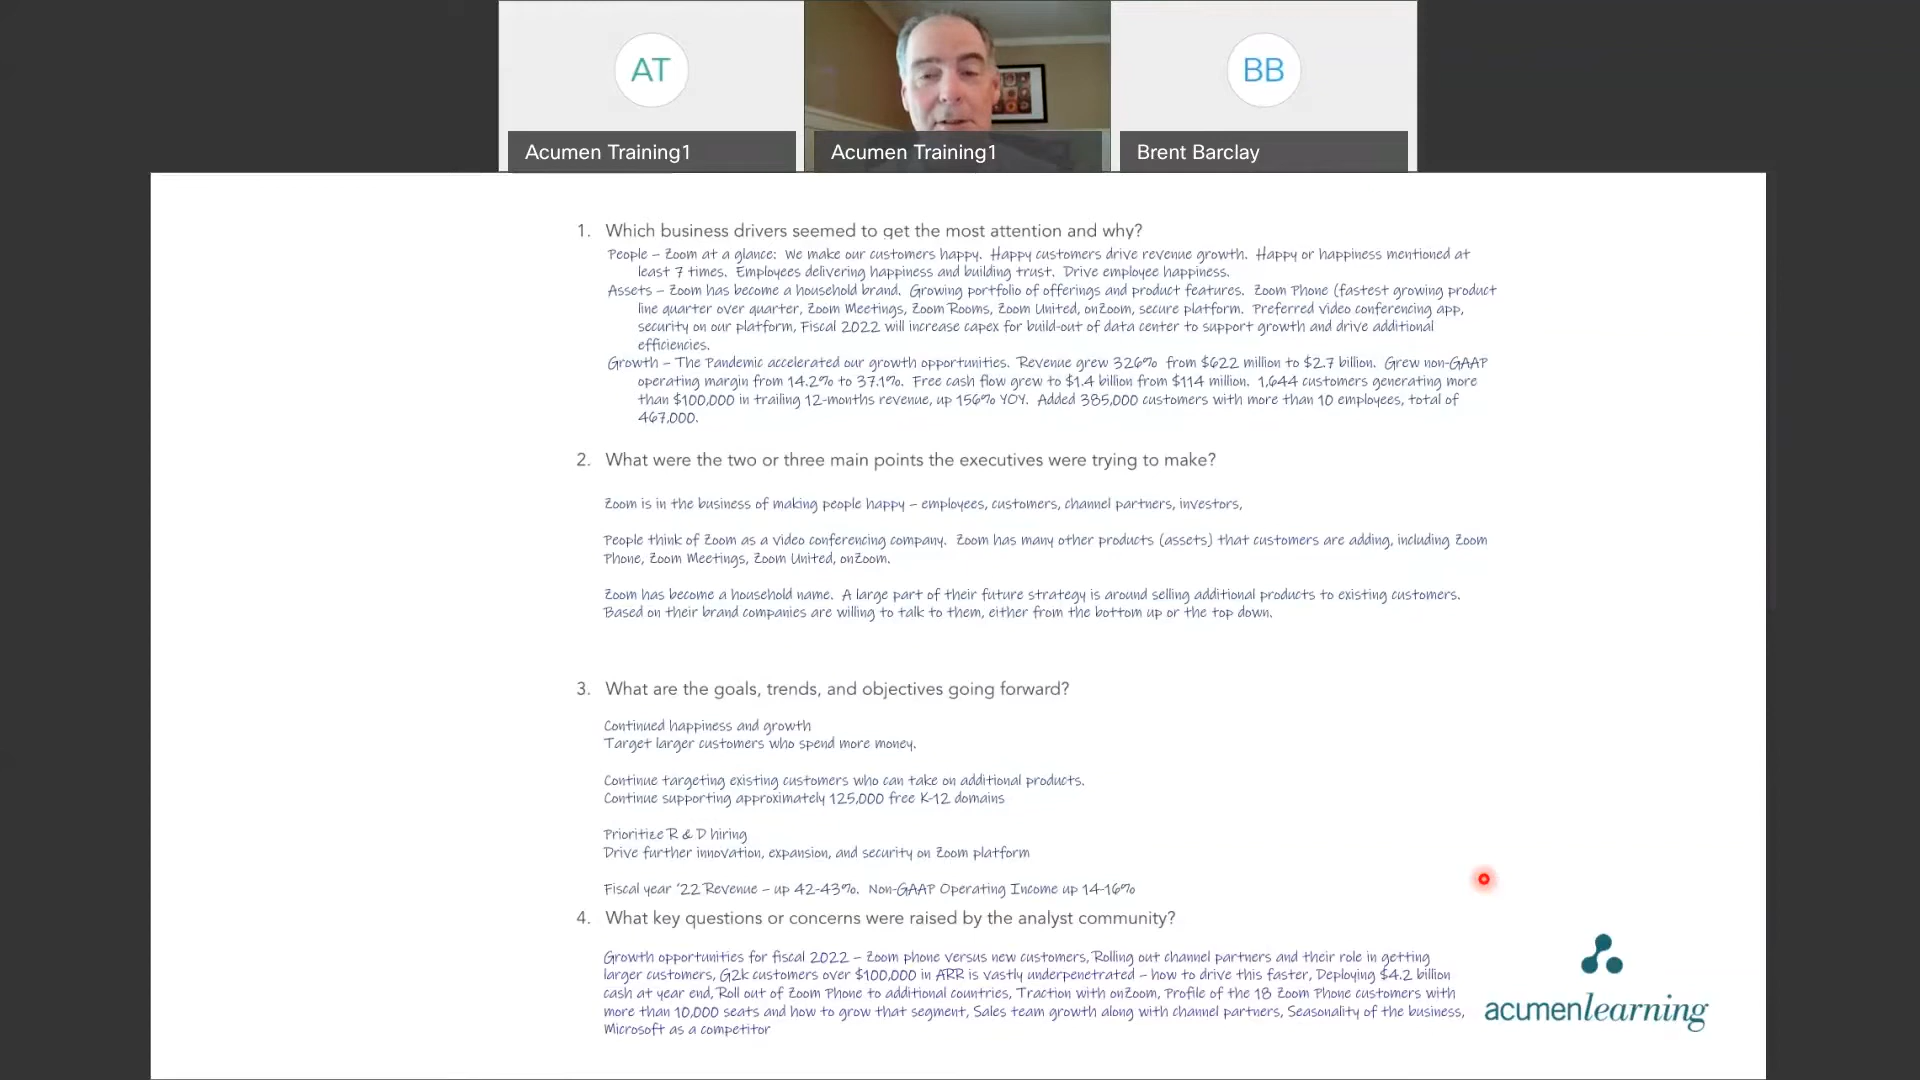 AT
BB
Acumen Training1
Acumen Training1
Brent Barclay
1. Which business drivers seemed to get the most attention and why?
People – Zoom at a glance: We make our customers happy. Happy customers drive revenue growth. Happy or happiness mentioned at
least 7 times. Employees delivering happiness and building trust. Drive employee happiness.
Assets – Zoom has become a household brand. Growing portfolio of offerings and product features. Zoom Phone (fastest growing product
line quarter over quarter, Zoom Meetings, Zoom Rooms, Zoom United, onZoom, secure platform. Preferred video conferencing app,
security on our platform, Fiscal 2022 will increase capex for build-out of data center to support growth and drive additional
efficiencies.
Growth – The Pandemic accelerated our growth opportunities. Revenue grew 326% from $622 million to $2.7 billion. Grew non-GAAP
operating margin from 14.2% to 37.1%. Free cash flow grew to $1.4 billion from $114 million. 1,644 customers generating more
than $100,000 in trailing 12-months revenue, up 156% YOY. Added 385,000 customers with more than 10 employees, total of
467,000.
2. What were the two or three main points the executives were trying to make?
Zoom is in the business of making people happy – employees, customers, channel partners, investors,
People think of Zoom as a video conferencing company. Zoom has many other products (assets) that customers are adding, including Zoom
Phone, Zoom Meetings, Zoom United, onZoom.
Zoom has become a household name. A large part of their future strategy is around selling additional products to existing customers.
Based on their brand companies are willing to talk to them, either from the bottom up or the top down.
3. What are the goals, trends, and objectives going forward?
Continued happiness and growth
Target larger customers who spend more money.
Continue targeting existing customers who can take on additional products.
Continue supporting approximately 125,000 free K-12 domains
Prioritize R & D hiring
Drive further innovation, expansion, and security on Zoom platform
Fiscal year '22 Revenue – up 42-43%. Non-GAAP Operating Income up 14-16%
4. What key questions or concerns were raised by the analyst community?
Growth opportunities for fiscal 2022 – Zoom phone versus new customers, Rolling out channel partners and their role in getting
larger customers, G2k customers over $100,000 in ARR is vastly underpenetrated – how to drive this faster, Deploying $4.2 billion
cash at year end, Roll out of Zoom Phone to additional countries, Traction with onZoom, Profile of the 18 Zoom Phone customers with
more than 10,000 seats and how to grow that segment, Sales team growth along with channel partners, Seasonality of the business,
Microsoft as a competitor
acumenlearning